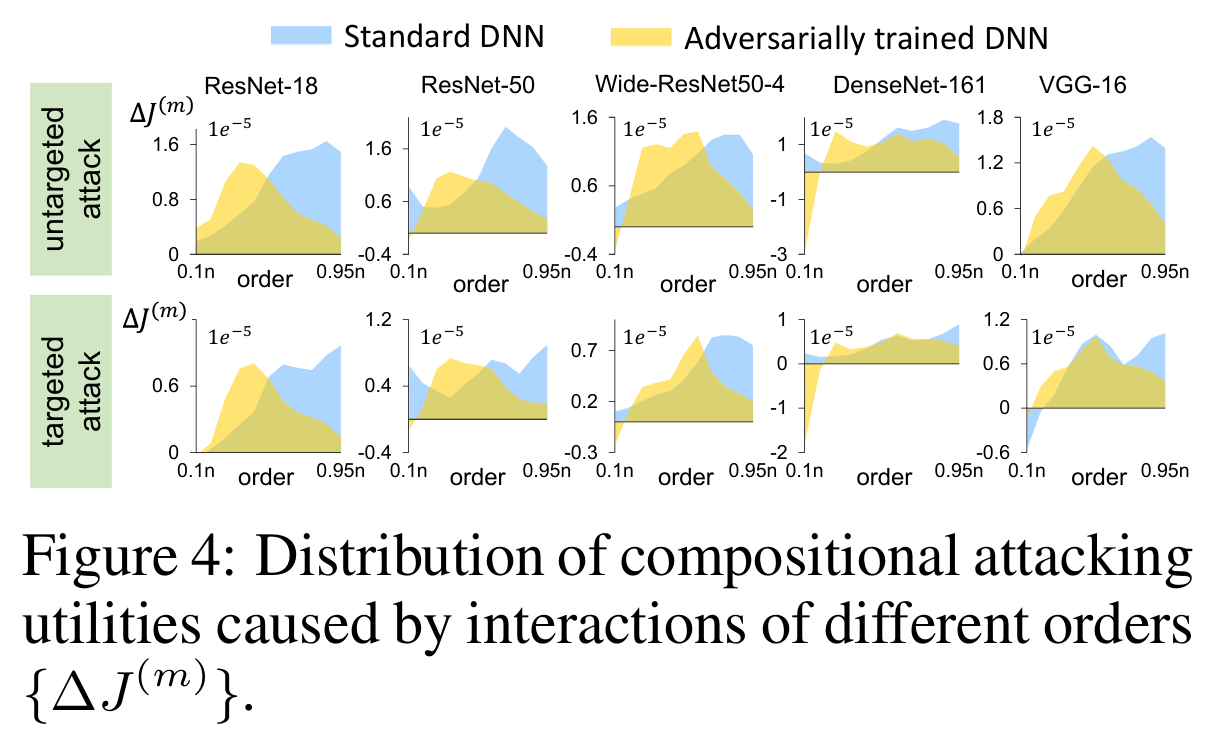 Standard DNN
Adversarially trained DNN
ResNet-18
ResNet-50
Wide-ResNet50-4
DenseNet-161
VGG-16
untargeted
attack
ΔJ^(m)
1e^-5
1.6
0.8
0
0.1n
order
0.95n
1e^-5
1.6
0.6
-0.4
0.1n
order
0.95n
1e^-5
1.6
0.6
-0.4
0.1n
order
0.95n
1e^-5
1
-1
-3
0.1n
order
0.95n
1e^-5
1.8
1.2
0.6
0
0.1n
order
0.95n
targeted
attack
ΔJ^(m)
1e^-5
0.6
0
0.1n
order
0.95n
1e^-5
1.2
0.4
-0.4
0.1n
order
0.95n
1e^-5
0.7
0.2
-0.3
0.1n
order
0.95n
1e^-5
1
0
-1
-2
0.1n
order
0.95n
1e^-5
1.2
0.6
0
-0.6
0.1n
order
0.95n
Figure 4: Distribution of compositional attacking
utilities caused by interactions of different orders
{ΔJ^(m)}.